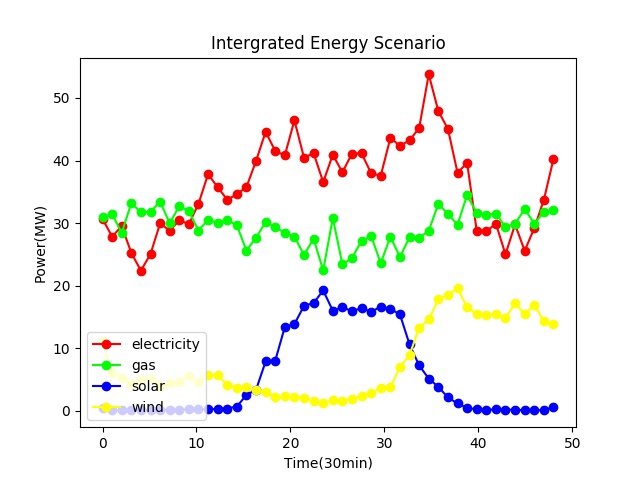 Intergrated Energy Scenario
Power(MW)
50
40
30
20
10
0
electricity
gas
solar
wind
0 10 20 30 40 50
Time(30min)